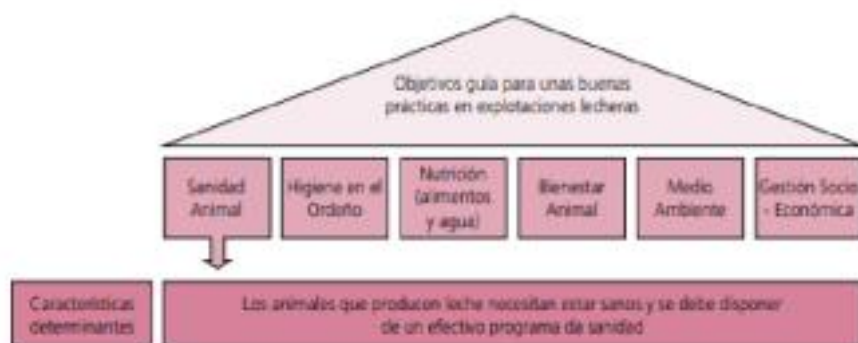 Objetivos guía para unas buenas
prácticas en explotaciones lecheras
Sanidad
Animal
Higiene en el
Ordeño
Nutrición
(alimentos
y agua)
Bienestar
Animal
Medio
Ambiente
Gestión Socio
- Económica
Características
determinantes
Los animales que producen leche necesitan estar sanos y se debe disponer
de un efectivo programa da sanidad